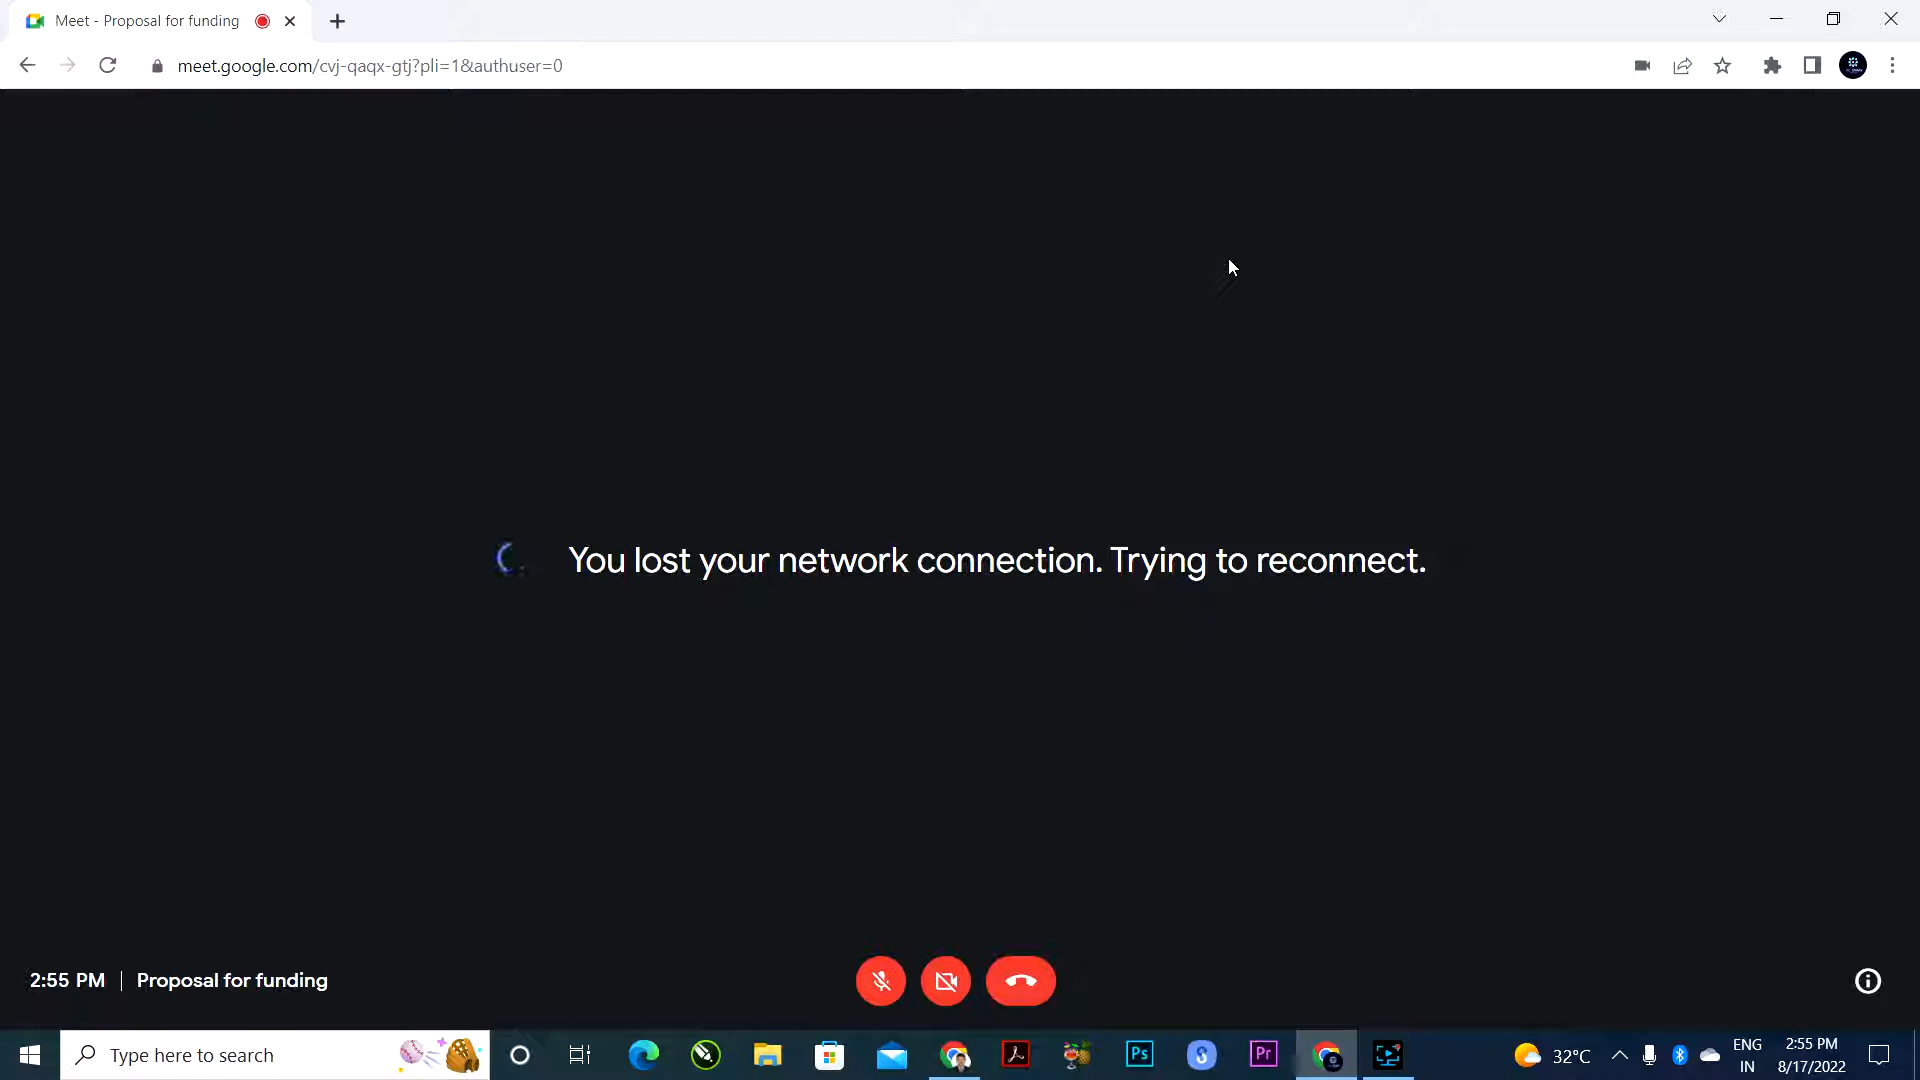 Meet - Proposal for funding
meet.google.com/cvj-qaqx-gtj?pli=1&authuser=0
You lost your network connection. Trying to reconnect.
2:55 PM | Proposal for funding
Type here to search
Ps
S
Pr
32°C
ENG
IN
2:55 PM
8/17/2022